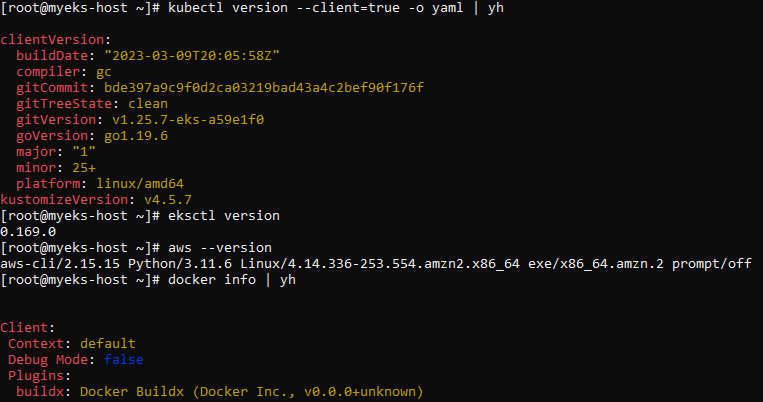 [root@myeks-host ~]# kubectl version --client=true -o yaml | yh
clientVersion:
  buildDate: "2023-03-09T20:05:58Z"
  compiler: gc
  gitCommit: bde397a9c9f0d2ca03219bad43a4c2bef90f176f
  gitTreeState: clean
  gitVersion: v1.25.7-eks-a59e1f0
  goVersion: go1.19.6
  major: "1"
  minor: 25+
  platform: linux/amd64
kustomizeVersion: v4.5.7
[root@myeks-host ~]# eksctl version
0.169.0
[root@myeks-host ~]# aws --version
aws-cli/2.15.15 Python/3.11.6 Linux/4.14.336-253.554.amzn2.x86_64 exe/x86_64.amzn.2 prompt/off
[root@myeks-host ~]# docker info | yh
Client:
 Context: default
 Debug Mode: false
 Plugins:
  buildx: Docker Buildx (Docker Inc., v0.0.0+unknown)